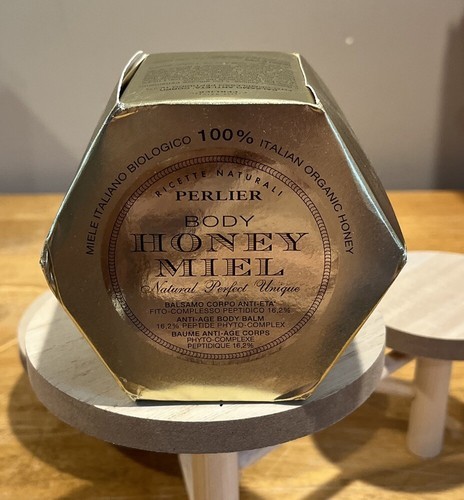 MIELE ITALIANO BIOLOGICO 100% ITALIAN ORGANIC HONEY
RICETTE NATURALI
PERLIER
BODY
HONEY
MIEL
Natural Perfect Unique
BALSAMO CORPO ANTI-ETA'
FITO-COMPLESSO PEPTIDICO 16,2%
ANTI-AGE BODY BALM
16,2% PEPTIDE PHYTO-COMPLEX
BAUME ANTI-ÂGE CORPS
PHYTO-COMPLEXE
PEPTIDIQUE 16,2%